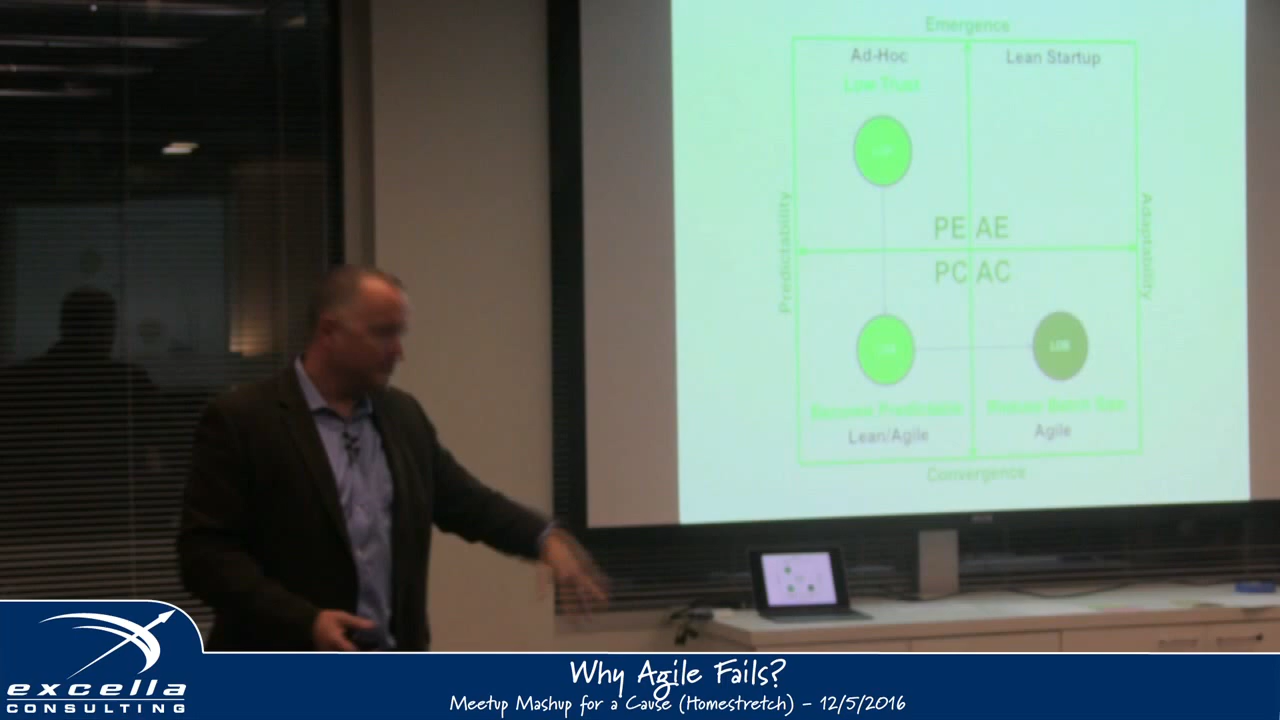 Emergence
Ad-Hoc
Lean Startup
Low Trust
Predictability
Adaptability
PE AE
PC AC
Become Predictable
Reduce Batch Size
Lean/Agile
Agile
Convergence
excella
CONSULTING
Why Agile Fails?
Meetup Mashup for a Cause (Homestretch) - 12/5/2016